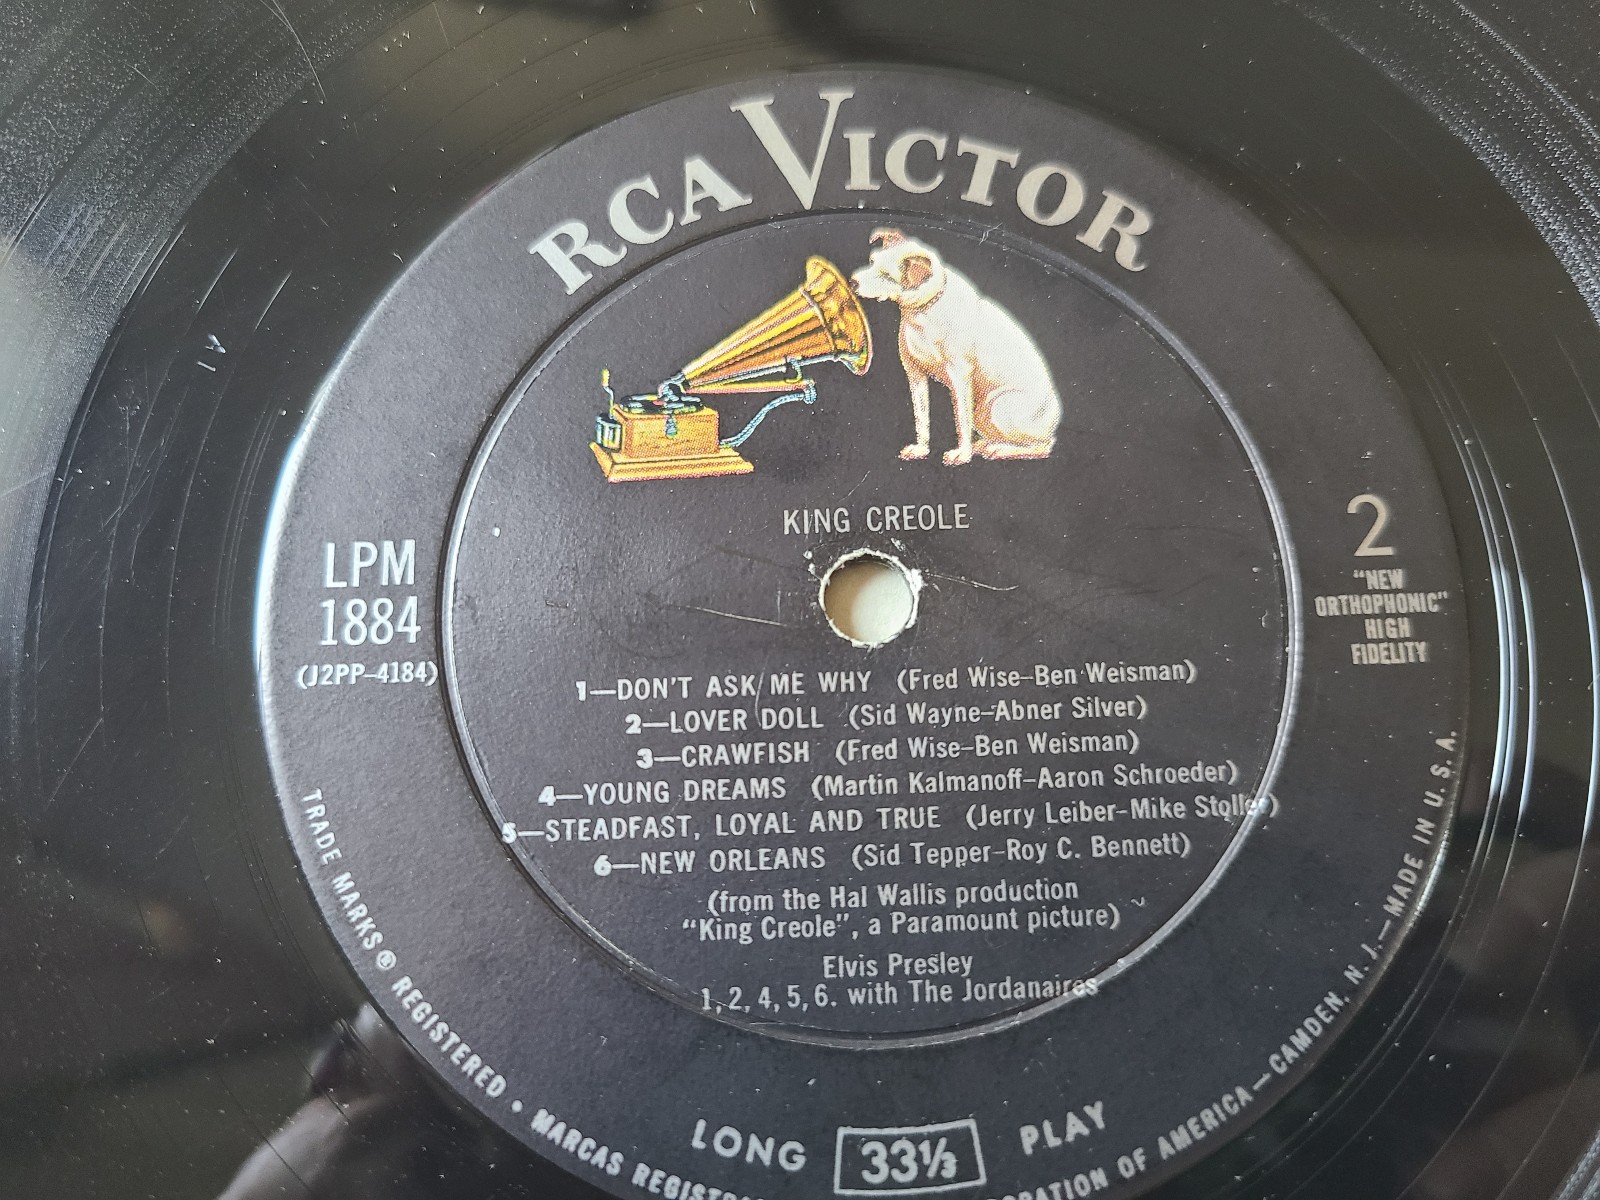 RCA VICTOR
KING CREOLE
LPM
1884
(J2PP-4184)
2
"NEW
ORTHOPHONIC"
HIGH
FIDELITY
1—DON'T ASK ME WHY (Fred Wise-Ben Weisman)
2—LOVER DOLL (Sid Wayne-Abner Silver)
3—CRAWFISH (Fred Wise-Ben Weisman)
4—YOUNG DREAMS (Martin Kalmanoff-Aaron Schroeder)
5—STEADFAST, LOYAL AND TRUE (Jerry Leiber-Mike Stoller)
6—NEW ORLEANS (Sid Tepper-Roy C. Bennett)
(from the Hal Wallis production
"King Creole", a Paramount picture)
Elvis Presley
1, 2, 4, 5, 6. with The Jordanaires
LONG 33⅓ PLAY
TRADE MARKS® REGISTERED • MARCAS OF AMERICA—CAMDEN, N. J.—MADE IN U. S. A.